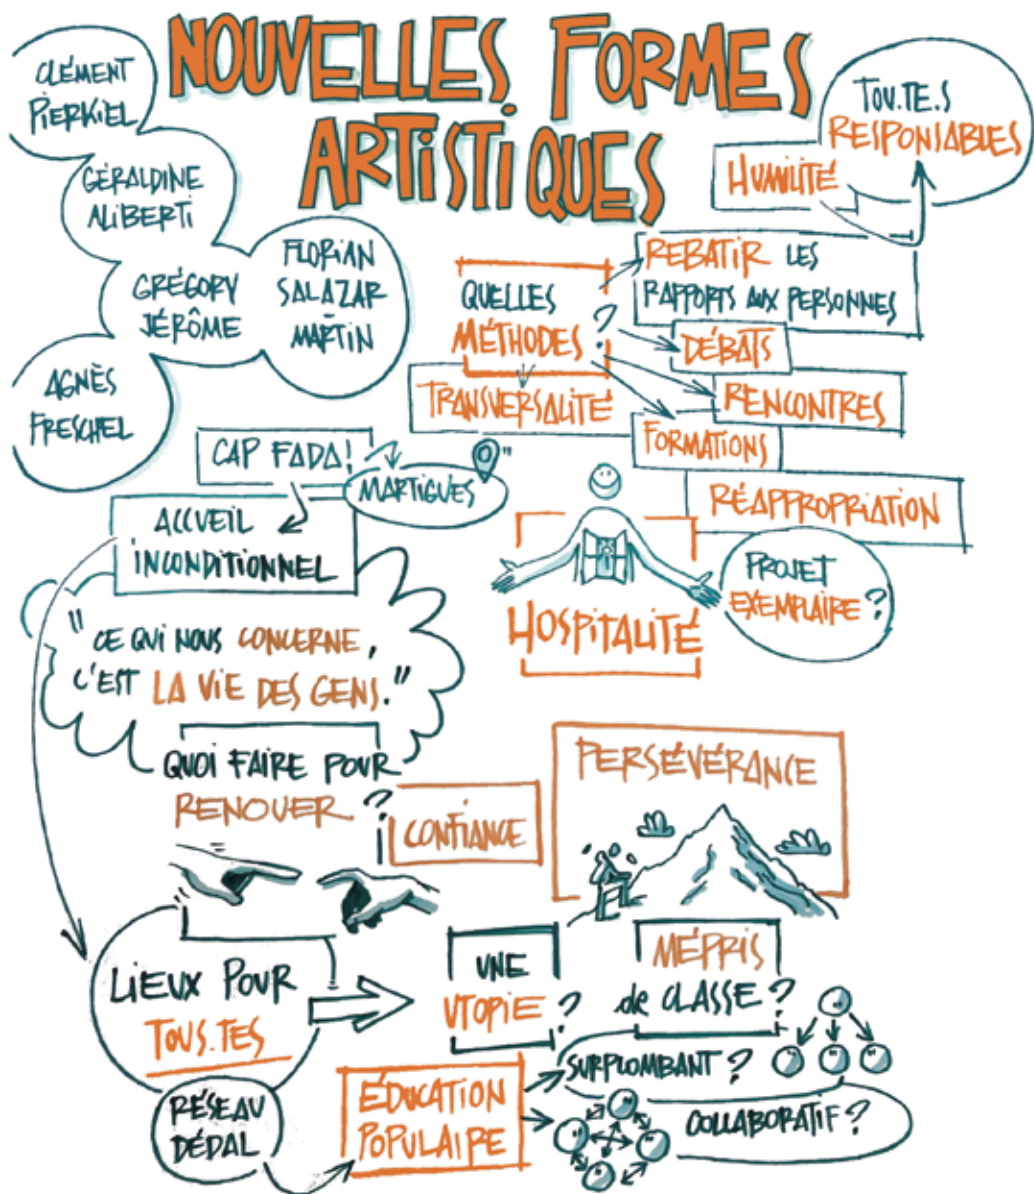 NOUVELLES FORMES
ARTISTIQUES
CLÉMENT
PIERKIEL
GÉRALDINE
ALIBERTI
GRÉGORY
JÉRÔME
FLORIAN
SALAZAR
-
MARTIN
AGNÈS
FRESCHEL
TOU.TE.S
RESPONSABLES
HUMILITÉ
QUELLES
MÉTHODES ?
REBATIR LES
RAPPORTS AUX PERSONNES
DÉBATS
RENCONTRES
FORMATIONS
TRANSVERSALITÉ
RÉAPPROPRIATION
CAP FADA!
MARTIGUES
ACCUEIL
INCONDITIONNEL
HOSPITALITÉ
PROJET
EXEMPLAIRE ?
"CE QUI NOUS CONCERNE,
C'EST LA VIE DES GENS."
QUOI FAIRE POUR
RENOUER ?
CONFIANCE
PERSÉVÉRANCE
LIEUX POUR
TOUS.TES
UNE
UTOPIE ?
MÉPRIS
de CLASSE ?
SURPLOMBANT ?
COLLABORATIF ?
RÉSEAU
DÉDAL
ÉDUCATION
POPULAIRE